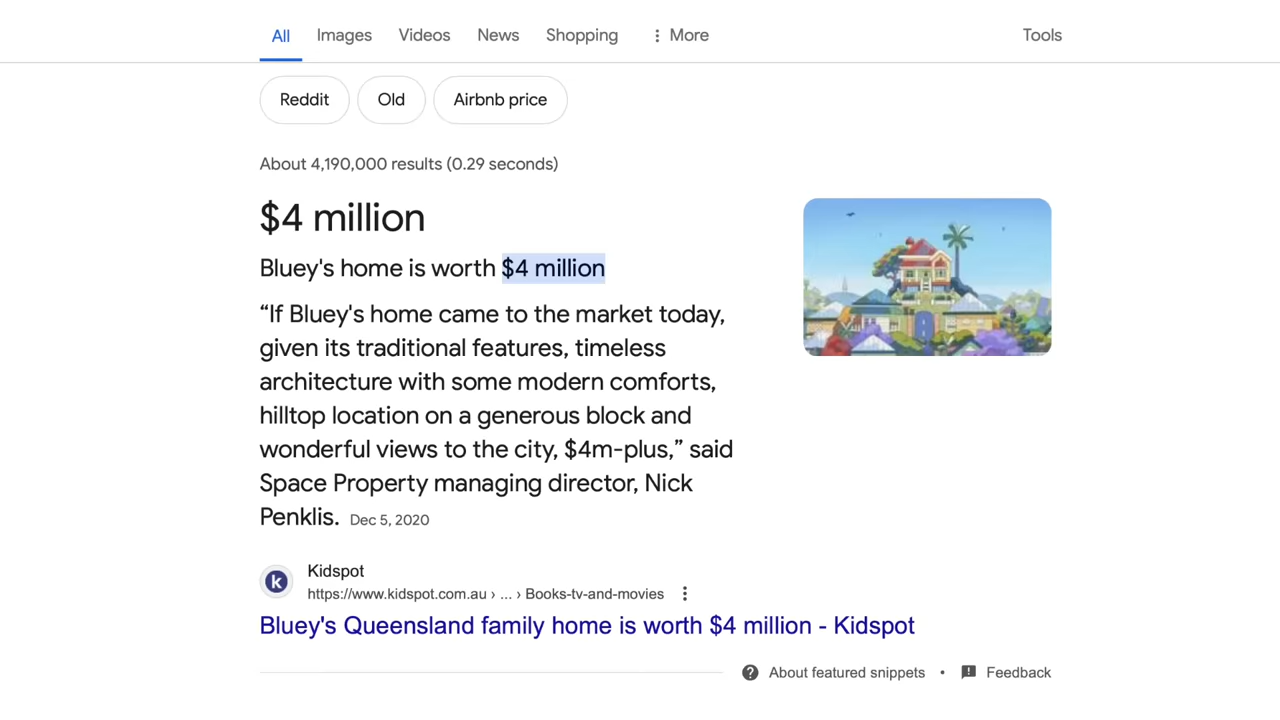 All Images Videos News Shopping More Tools
Reddit Old Airbnb price
About 4,190,000 results (0.29 seconds)
$4 million
Bluey's home is worth $4 million
“If Bluey's home came to the market today,
given its traditional features, timeless
architecture with some modern comforts,
hilltop location on a generous block and
wonderful views to the city, $4m-plus,” said
Space Property managing director, Nick
Penklis. Dec 5, 2020
k
Kidspot
https://www.kidspot.com.au › ... › Books-tv-and-movies
Bluey's Queensland family home is worth $4 million - Kidspot
About featured snippets • Feedback